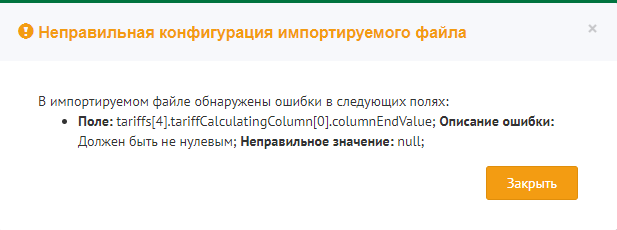 Неправильная конфигурация импортируемого файла
×
В импортируемом файле обнаружены ошибки в следующих полях:
• Поле: tariffs[4].tariffCalculatingColumn[0].columnEndValue; Описание ошибки:
Должен быть не нулевым; Неправильное значение: null;
Закрыть